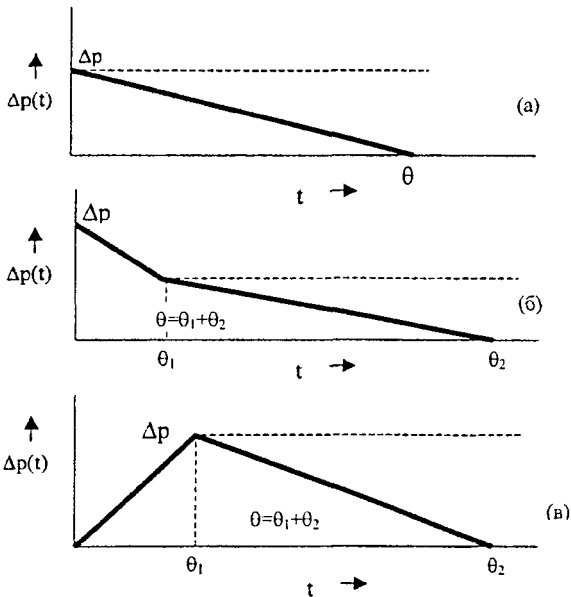 Δp
Δp(t)
(а)
θ
t
Δp
Δp(t)
(б)
θ=θ₁+θ₂
θ₁
θ₂
t
Δp
Δp(t)
(в)
θ=θ₁+θ₂
θ₁
θ₂
t